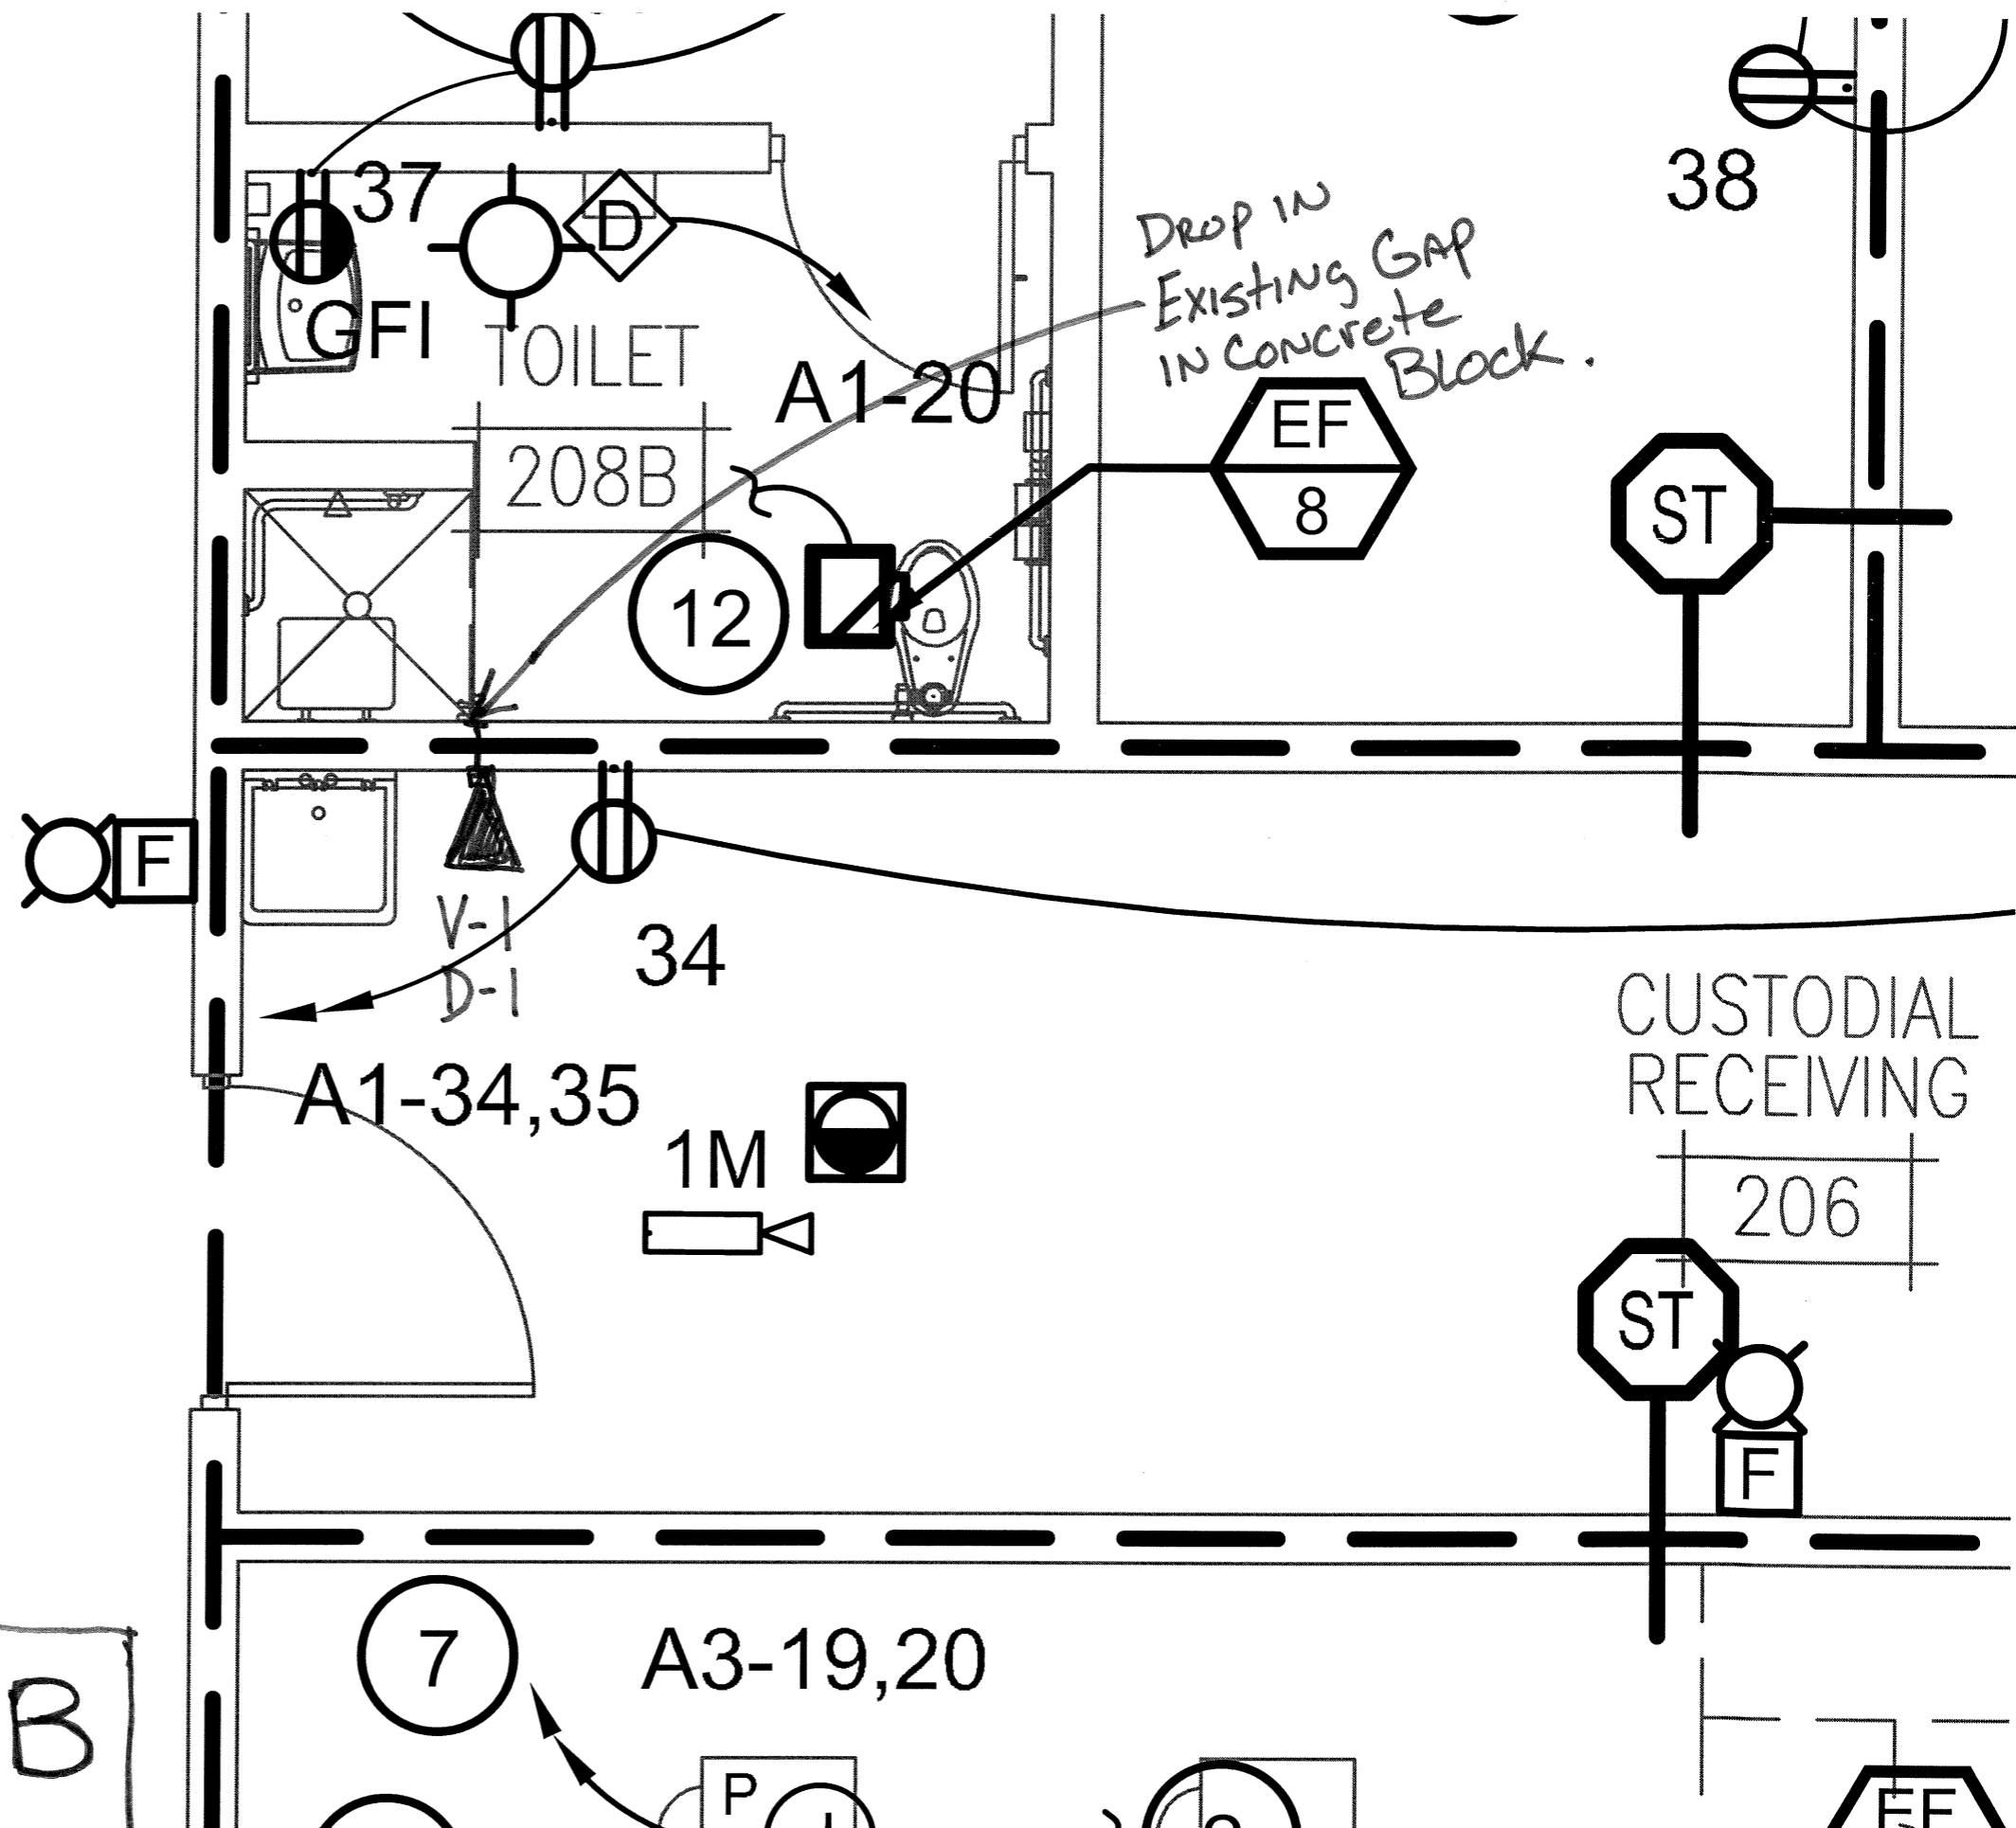 37
D
GFI
TOILET
208B
A1-20
DROP IN
EXISTING GAP
IN CONCRETE
BLOCK.
38
EF
8
ST
12
F
V-1
D-1
34
A1-34,35
1M
CUSTODIAL
RECEIVING
206
ST
F
7
A3-19,20
B
P
EF